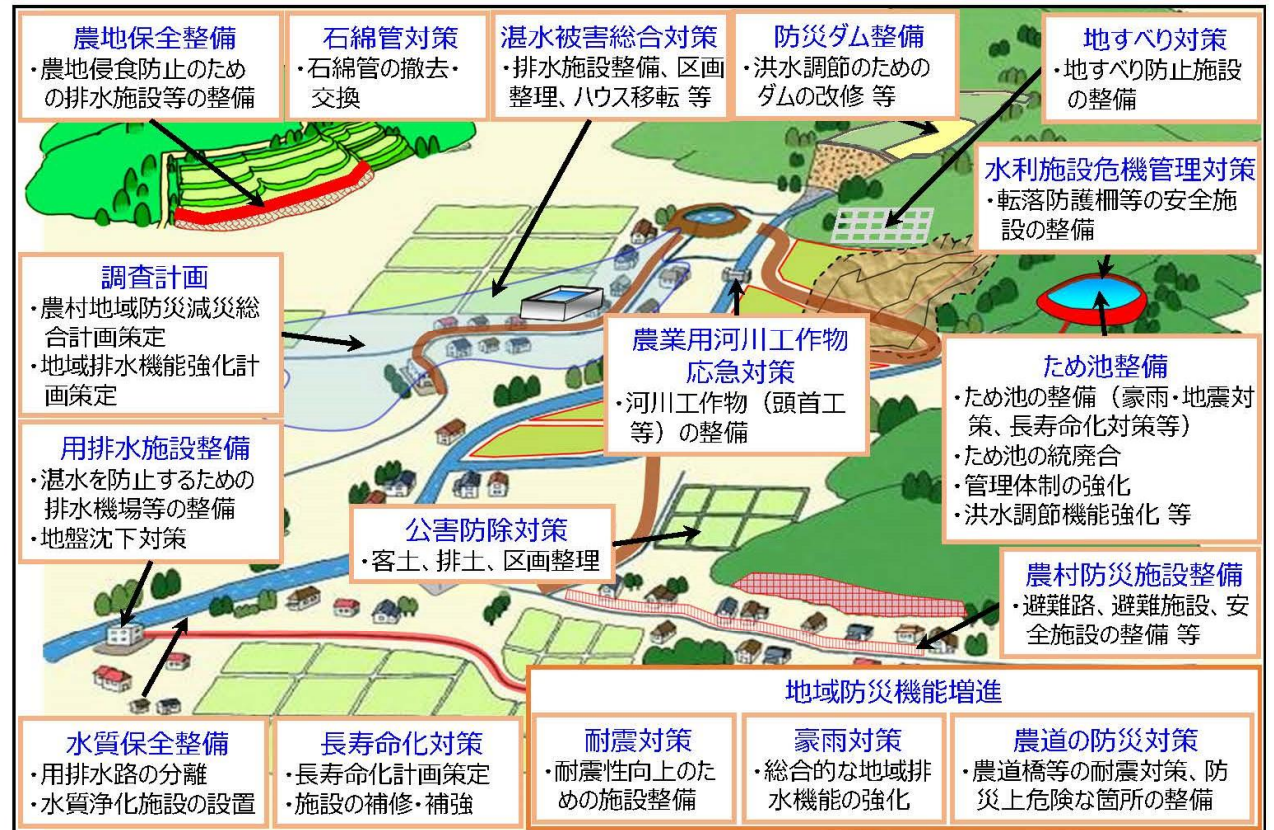 農地保全整備
・農地侵食防止のため
の排水施設等の整備
石綿管対策
・石綿管の撤去・
交換
湛水被害総合対策
・排水施設整備、区画
整理、ハウス移転 等
防災ダム整備
・洪水調節のための
ダムの改修 等
地すべり対策
・地すべり防止施設
の整備
水利施設危機管理対策
・転落防護柵等の安全施
設の整備
調査計画
・農村地域防災減災総
合計画策定
・地域排水機能強化計
画策定
農業用河川工作物
応急対策
・河川工作物（頭首工
等）の整備
ため池整備
・ため池の整備（豪雨・地震対
策、長寿命化対策等）
・ため池の統廃合
・管理体制の強化
・洪水調節機能強化 等
用排水施設整備
・湛水を防止するための
排水機場等の整備
・地盤沈下対策
公害防除対策
・客土、排土、区画整理
農村防災施設整備
・避難路、避難施設、安
全施設の整備 等
水質保全整備
・用排水路の分離
・水質浄化施設の設置
長寿命化対策
・長寿命化計画策定
・施設の補修・補強
地域防災機能増進
耐震対策
・耐震性向上のた
めの施設整備
豪雨対策
・総合的な地域排
水機能の強化
農道の防災対策
・農道橋等の耐震対策、防
災上危険な箇所の整備